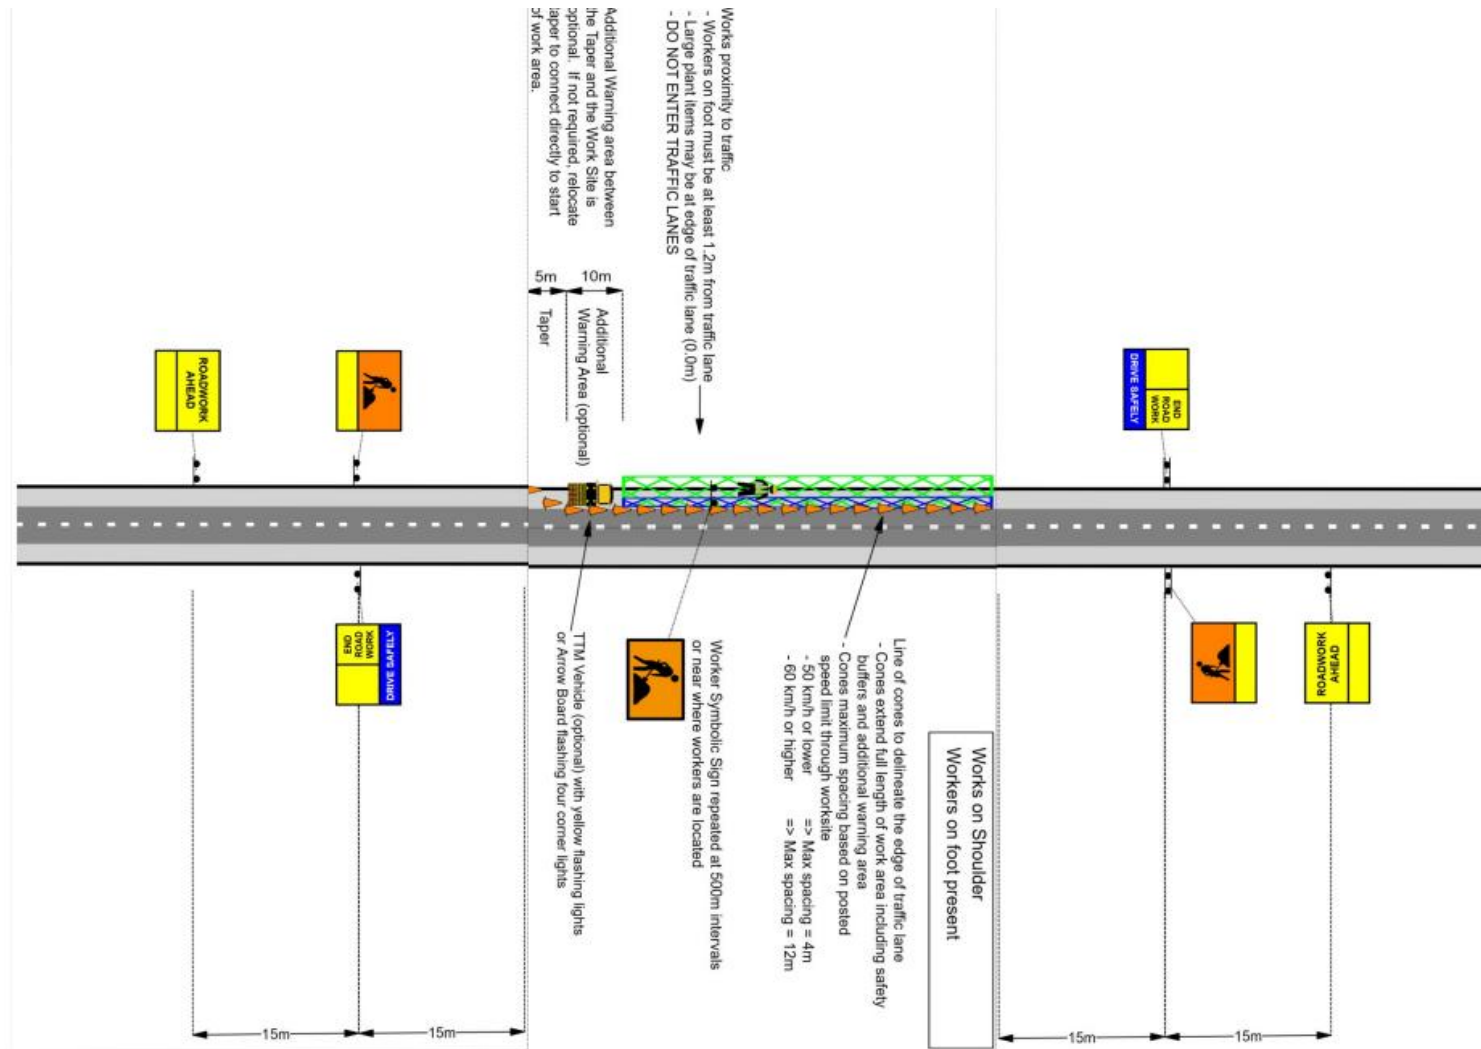 Works proximity to traffic
- Workers on foot must be at least 1.2m from traffic lane
- Large plant items may be at edge of traffic lane (0.0m)
- DO NOT ENTER TRAFFIC LANES
Additional Warning area between
the Taper and the Work Site is
optional. If not required, relocate
taper to connect directly to start
of work area.
5m
10m
Taper
Additional
Warning Area (optional)
ROADWORK
AHEAD
END
ROAD
WORK
DRIVE SAFELY
DRIVE SAFELY
END
ROAD
WORK
TTM Vehicle (optional) with yellow flashing lights
or Arrow Board flashing four corner lights
Worker Symbolic Sign repeated at 500m intervals
or near where workers are located
Line of cones to delineate the edge of traffic lane
- Cones extend full length of work area including safety
buffers and additional warning area
- Cones maximum spacing based on posted
speed limit through worksite
- 50 km/h or lower => Max spacing = 4m
- 60 km/h or higher => Max spacing = 12m
Works on Shoulder
Workers on foot present
ROADWORK
AHEAD
15m
15m
15m
15m